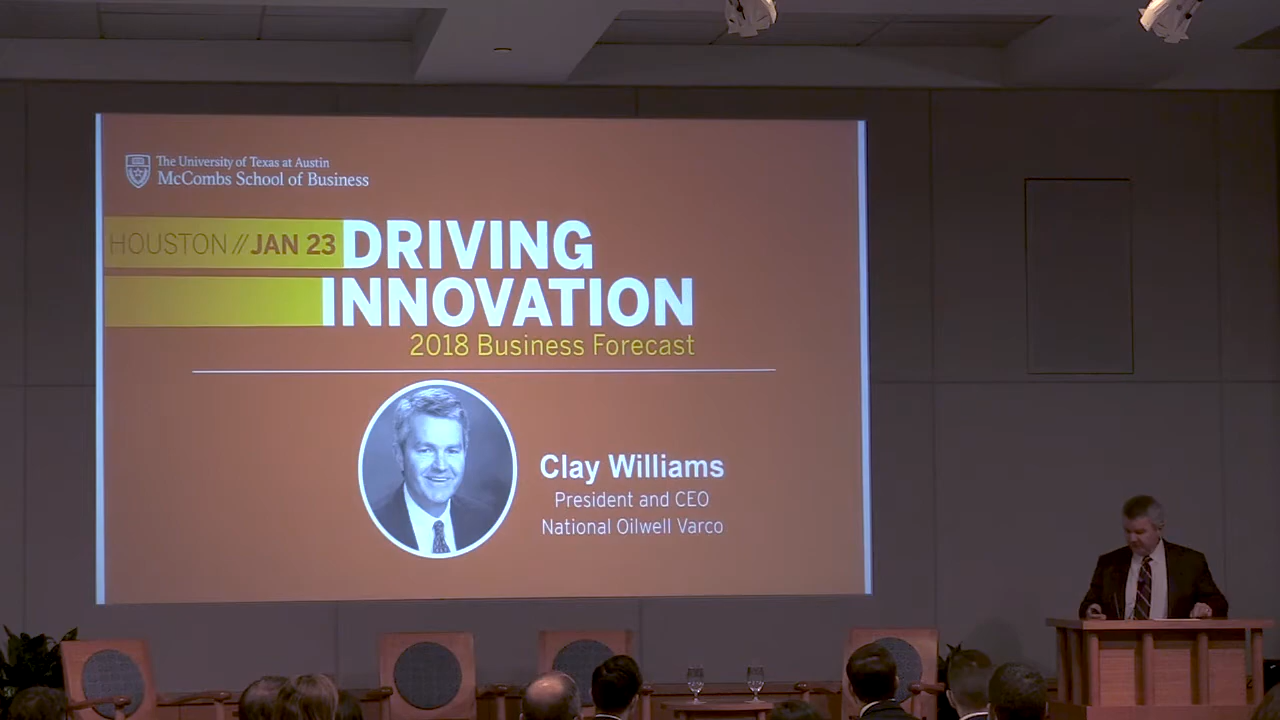 The University of Texas at Austin
McCombs School of Business
HOUSTON // JAN 23
DRIVING
INNOVATION
2018 Business Forecast
Clay Williams
President and CEO
National Oilwell Varco